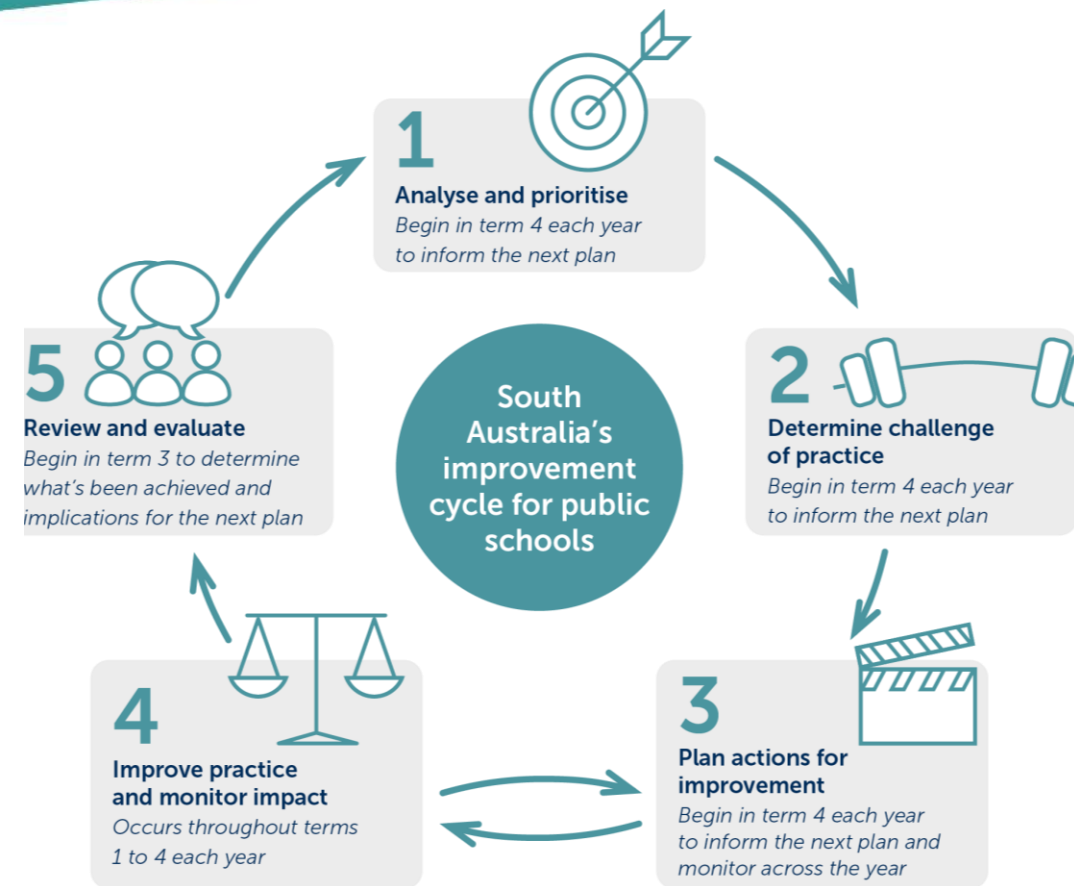 1
Analyse and prioritise
Begin in term 4 each year
to inform the next plan
2
Determine challenge
of practice
Begin in term 4 each year
to inform the next plan
3
Plan actions for
improvement
Begin in term 4 each year
to inform the next plan and
monitor across the year
4
Improve practice
and monitor impact
Occurs throughout terms
1 to 4 each year
5
Review and evaluate
Begin in term 3 to determine
what's been achieved and
implications for the next plan
South
Australia's
improvement
cycle for public
schools